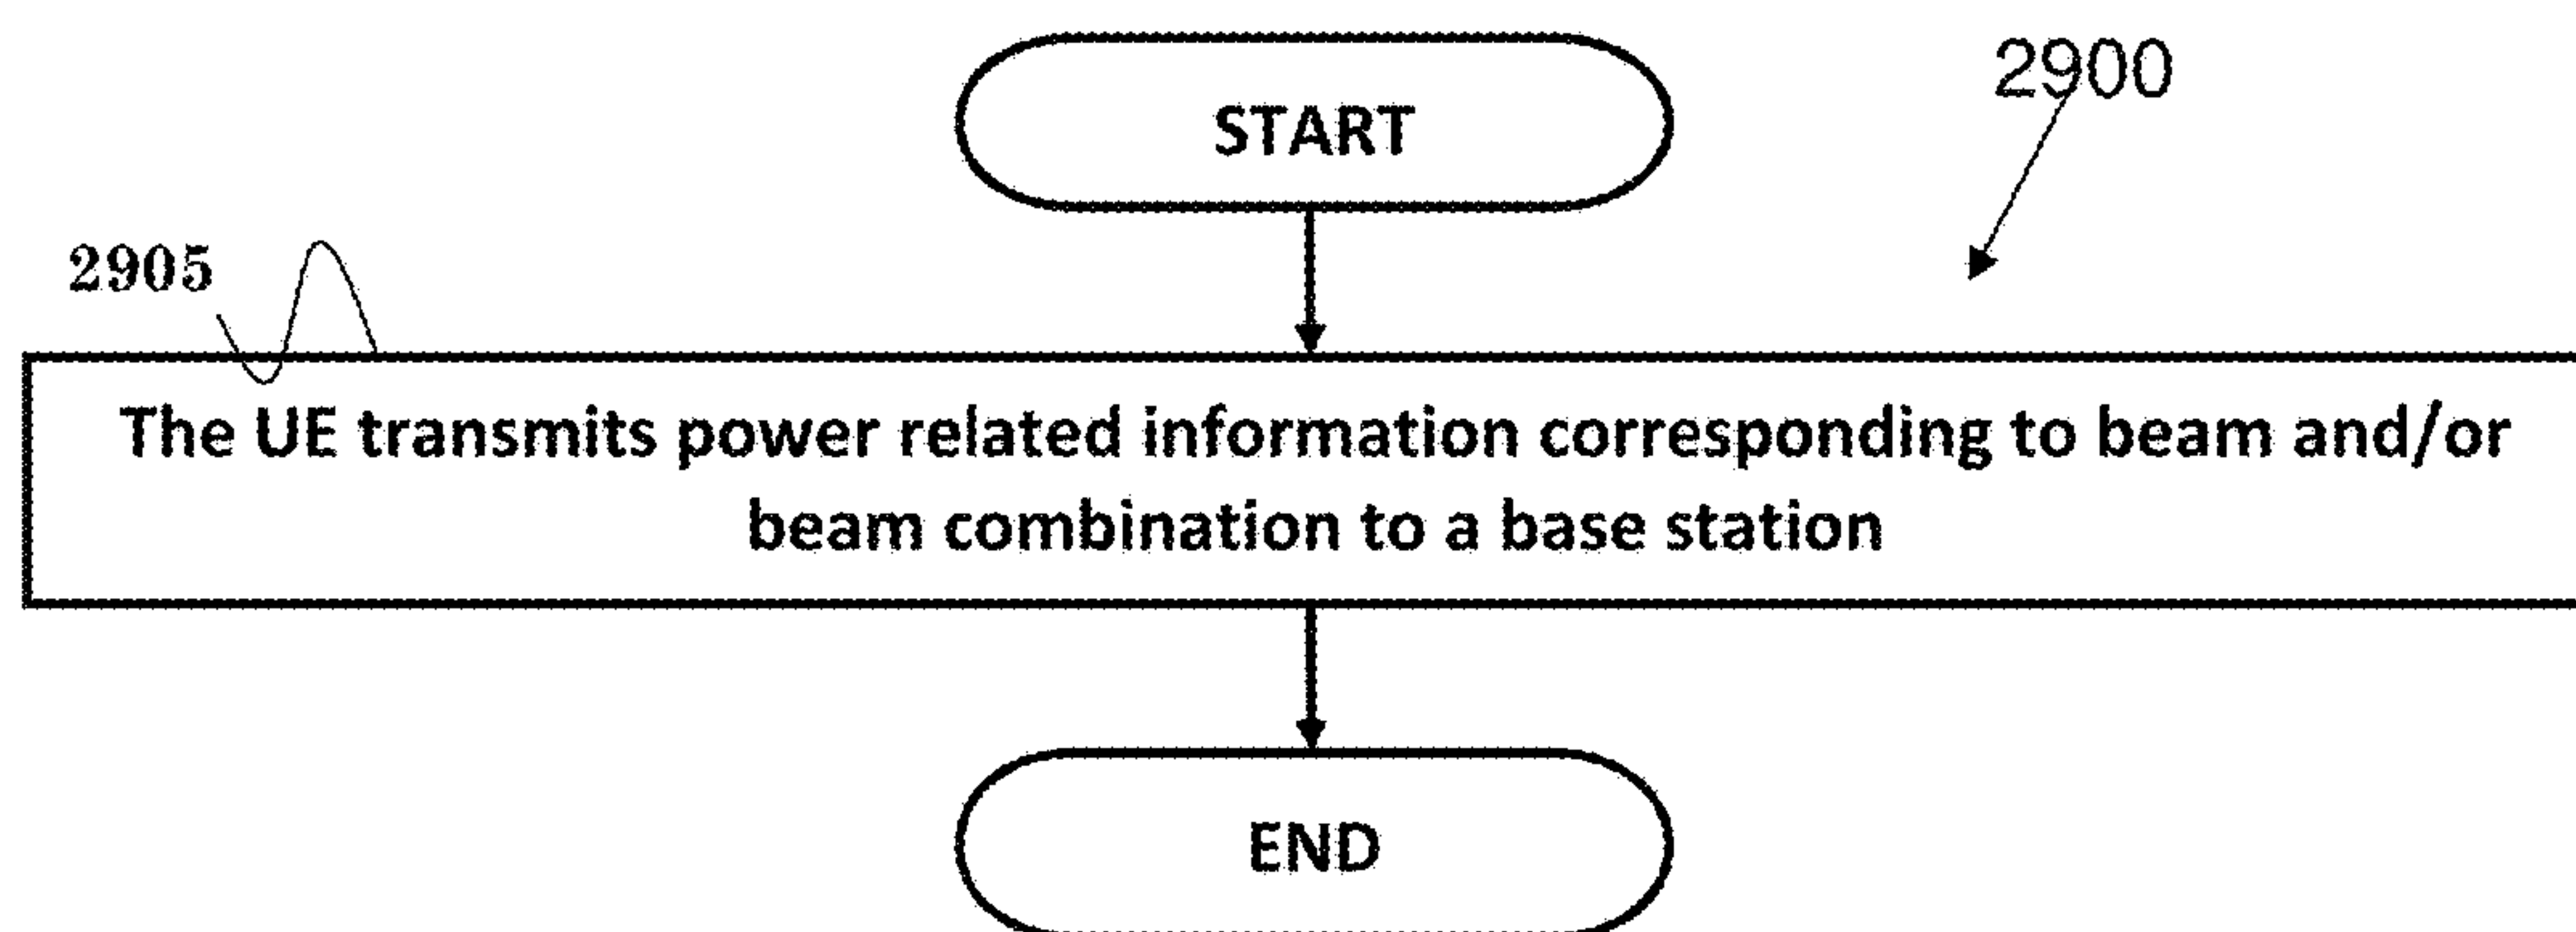 START
2900
2905
The UE transmits power related information corresponding to beam and/or
beam combination to a base station
END